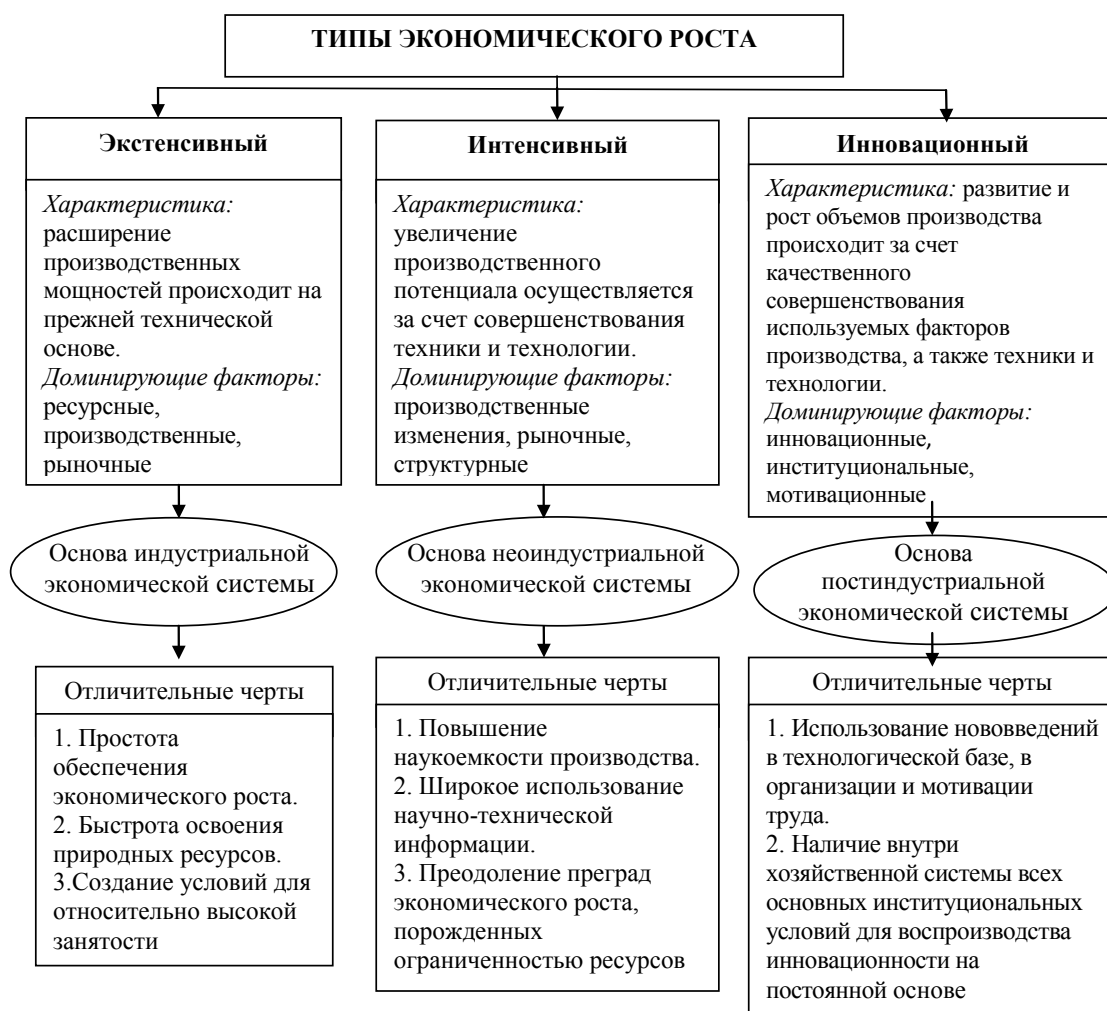 ТИПЫ ЭКОНОМИЧЕСКОГО РОСТА
Экстенсивный
Характеристика:
расширение
производственных
мощностей происходит на
прежней технической
основе.
Доминирующие факторы:
ресурсные,
производственные,
рыночные
Основа индустриальной
экономической системы
Отличительные черты
1. Простота
обеспечения
экономического роста.
2. Быстрота освоения
природных ресурсов.
3.Создание условий для
относительно высокой
занятости
Интенсивный
Характеристика:
увеличение
производственного
потенциала осуществляется
за счет совершенствования
техники и технологии.
Доминирующие факторы:
производственные
изменения, рыночные,
структурные
Основа неоиндустриальной
экономической системы
Отличительные черты
1. Повышение
наукоемкости производства.
2. Широкое использование
научно-технической
информации.
3. Преодоление преград
экономического роста,
порожденных
ограниченностью ресурсов
Инновационный
Характеристика: развитие и
рост объемов производства
происходит за счет
качественного
совершенствования
используемых факторов
производства, а также техники и
технологии.
Доминирующие факторы:
инновационные,
институциональные,
мотивационные
Основа
постиндустриальной
экономической системы
Отличительные черты
1. Использование нововведений
в технологической базе, в
организации и мотивации
труда.
2. Наличие внутри
хозяйственной системы всех
основных институциональных
условий для воспроизводства
инновационности на
постоянной основе